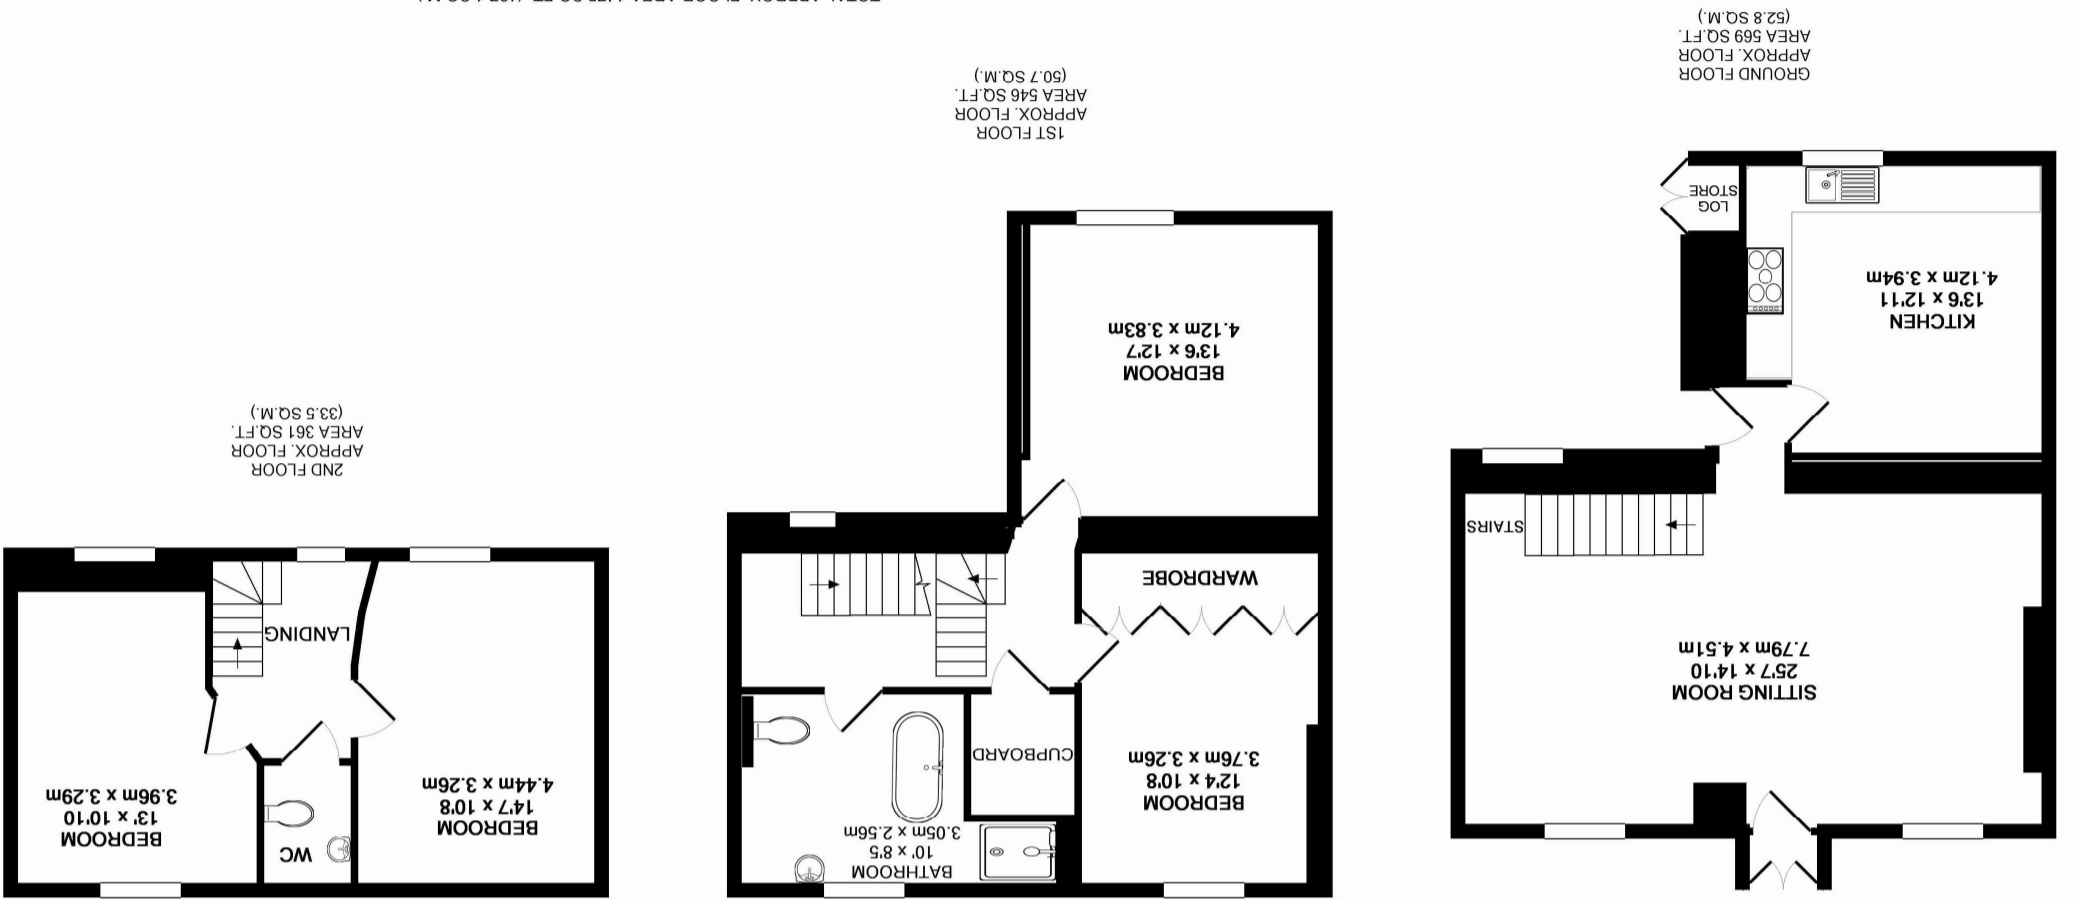 SITTING ROOM
25'7 x 14'10
7.79m x 4.51m
STAIRS
KITCHEN
13'6 x 12'11
4.12m x 3.94m
LOG
STORE
GROUND FLOOR
APPROX. FLOOR
AREA 569 SQ.FT.
(52.8 SQ.M.)
BATHROOM
10' x 8'5
3.05m x 2.56m
BEDROOM
12'4 x 10'8
3.76m x 3.26m
CUPBOARD
WARDROBE
BEDROOM
13'6 x 12'7
4.12m x 3.83m
1ST FLOOR
APPROX. FLOOR
AREA 546 SQ.FT.
(50.7 SQ.M.)
BEDROOM
14'7 x 10'8
4.44m x 3.26m
WC
BEDROOM
13' x 10'10
3.96m x 3.29m
LANDING
2ND FLOOR
APPROX. FLOOR
AREA 361 SQ.FT.
(33.5 SQ.M.)
TOTAL APPROX. FLOOR AREA